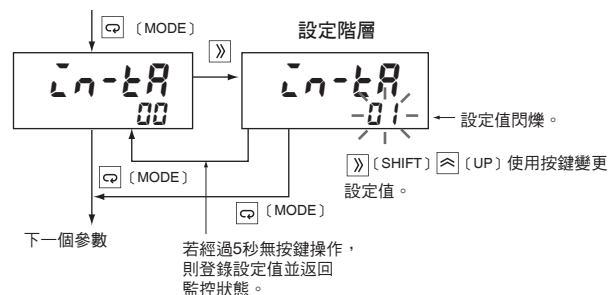 〔MODE〕
設定階層
in-tA
00
in-tA
01
設定值閃爍。
〔SHIFT〕 〔UP〕使用按鍵變更
設定值。
〔MODE〕
〔MODE〕
下一個參數
若經過5秒無按鍵操作，
則登錄設定值並返回
監控狀態。